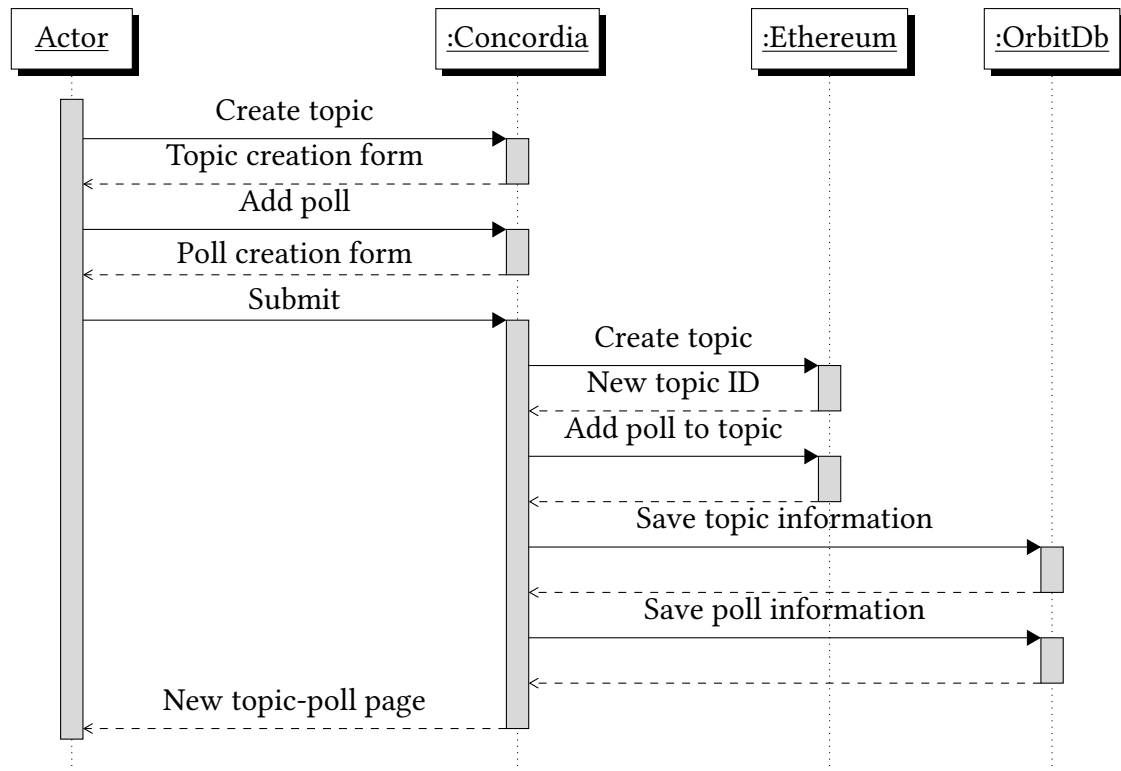 Actor
:Concordia
:Ethereum
:OrbitDb
Create topic
Topic creation form
Add poll
Poll creation form
Submit
Create topic
New topic ID
Add poll to topic
Save topic information
Save poll information
New topic-poll page